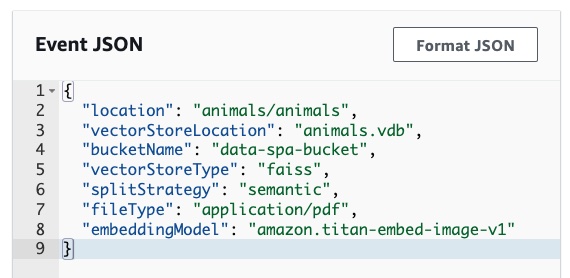 Event JSON
Format JSON
1 {
2 "location": "animals/animals",
3 "vectorStoreLocation": "animals.vdb",
4 "bucketName": "data-spa-bucket",
5 "vectorStoreType": "faiss",
6 "splitStrategy": "semantic",
7 "fileType": "application/pdf",
8 "embeddingModel": "amazon.titan-embed-image-v1"
9 }